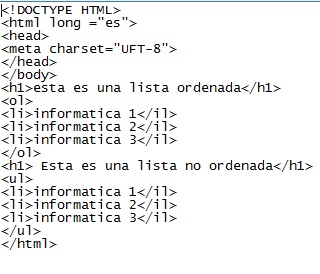 <!DOCTYPE HTML>
<html long ="es">
<head>
<meta charset="UFT-8">
</head>
</body>
<h1>esta es una lista ordenada</h1>
<ol>
<li>informatica 1</il>
<li>informatica 2</il>
<li>informatica 3</il>
</ol>
<h1> Esta es una lista no ordenada</h1>
<ul>
<li>informatica 1</il>
<li>informatica 2</il>
<li>informatica 3</il>
</ul>
</html>